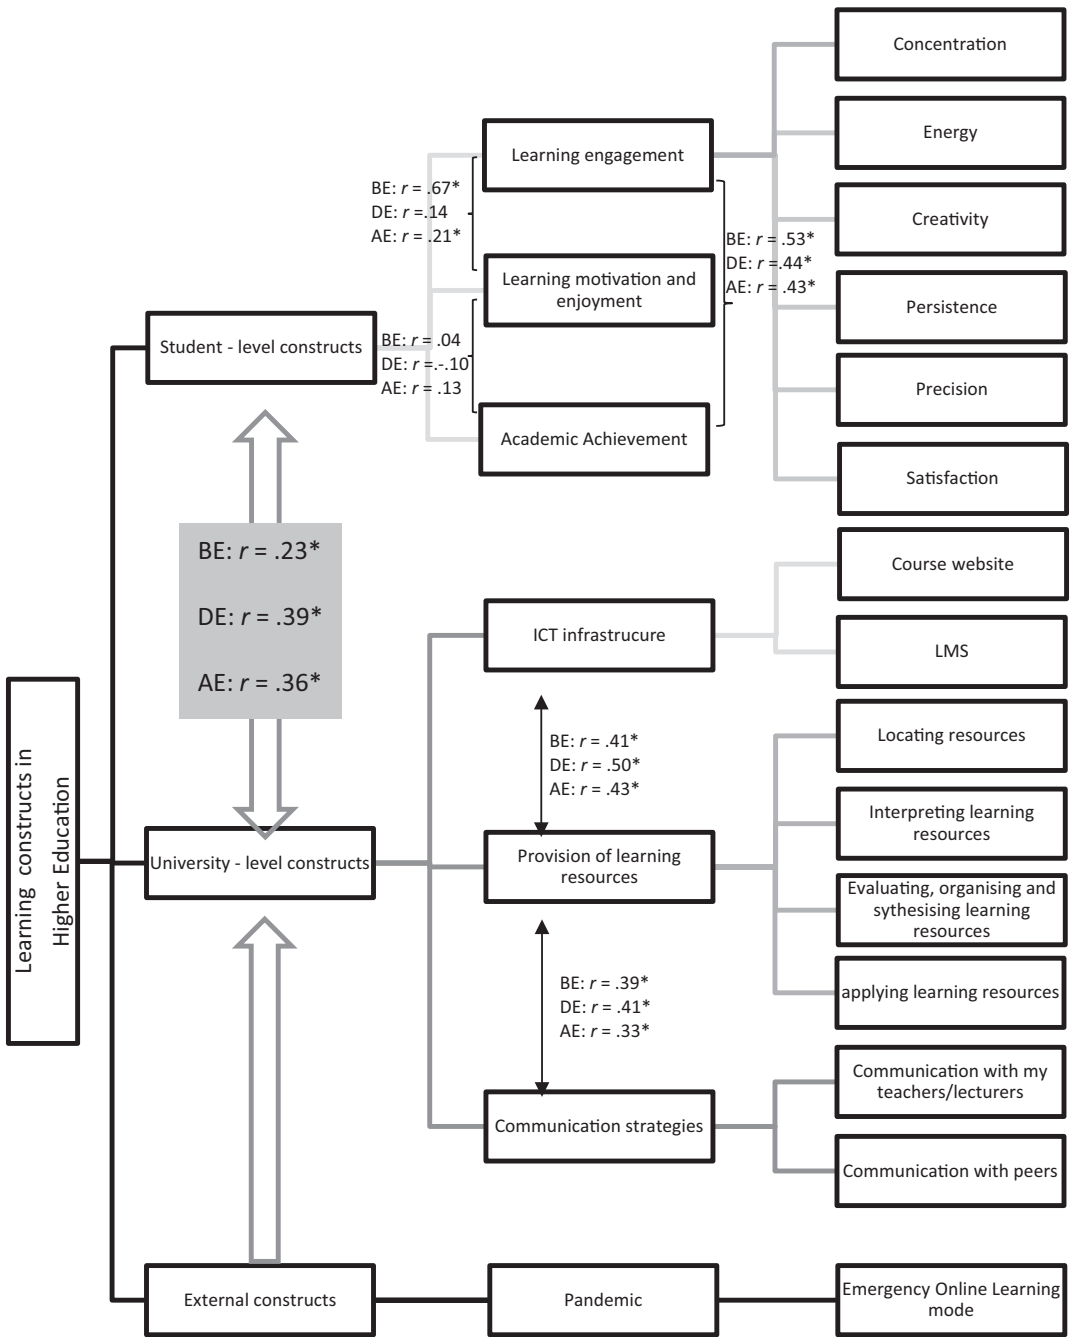 Concentration
Energy
Learning engagement
BE: r = .67*
DE: r =.14
AE: r = .21*
Creativity
BE: r = .53*
DE: r =.44*
AE: r = .43*
Learning motivation and
enjoyment
Persistence
Student - level constructs
BE: r = .04
DE: r =.-.10
AE: r = .13
Precision
Academic Achievement
Satisfaction
BE: r = .23*
DE: r = .39*
AE: r = .36*
Course website
ICT infrastrucure
LMS
Locating resources
BE: r = .41*
DE: r = .50*
AE: r = .43*
Learning constructs in
Higher Education
University - level constructs
Provision of learning
resources
Interpreting learning
resources
Evaluating, organising and
sythesising learning
resources
applying learning resources
BE: r = .39*
DE: r = .41*
AE: r = .33*
Communication with my
teachers/lecturers
Communication strategies
Communication with peers
External constructs
Pandemic
Emergency Online Learning
mode